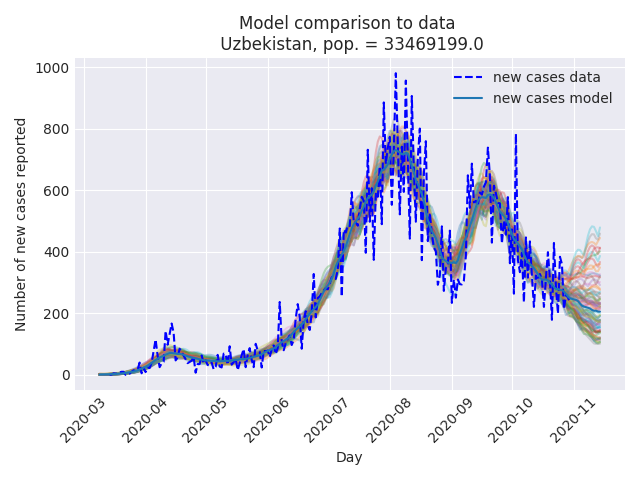 Model comparison to data
Uzbekistan, pop. = 33469199.0
new cases data
new cases model
Number of new cases reported
1000
800
600
400
200
0
2020-03
2020-04
2020-05
2020-06
2020-07
2020-08
2020-09
2020-10
2020-11
Day